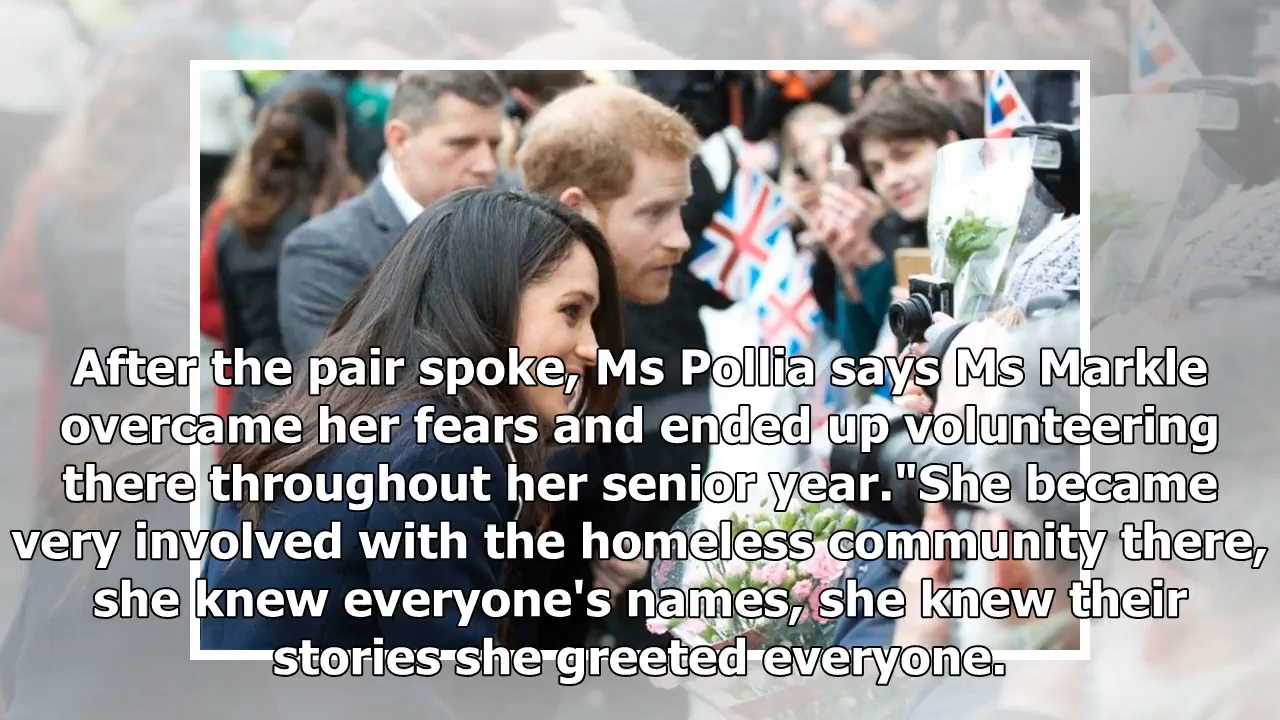 After the pair spoke, Ms Pollia says Ms Markle
overcame her fears and ended up volunteering
there throughout her senior year."She became
very involved with the homeless community there,
she knew everyone's names, she knew their
stories she greeted everyone.